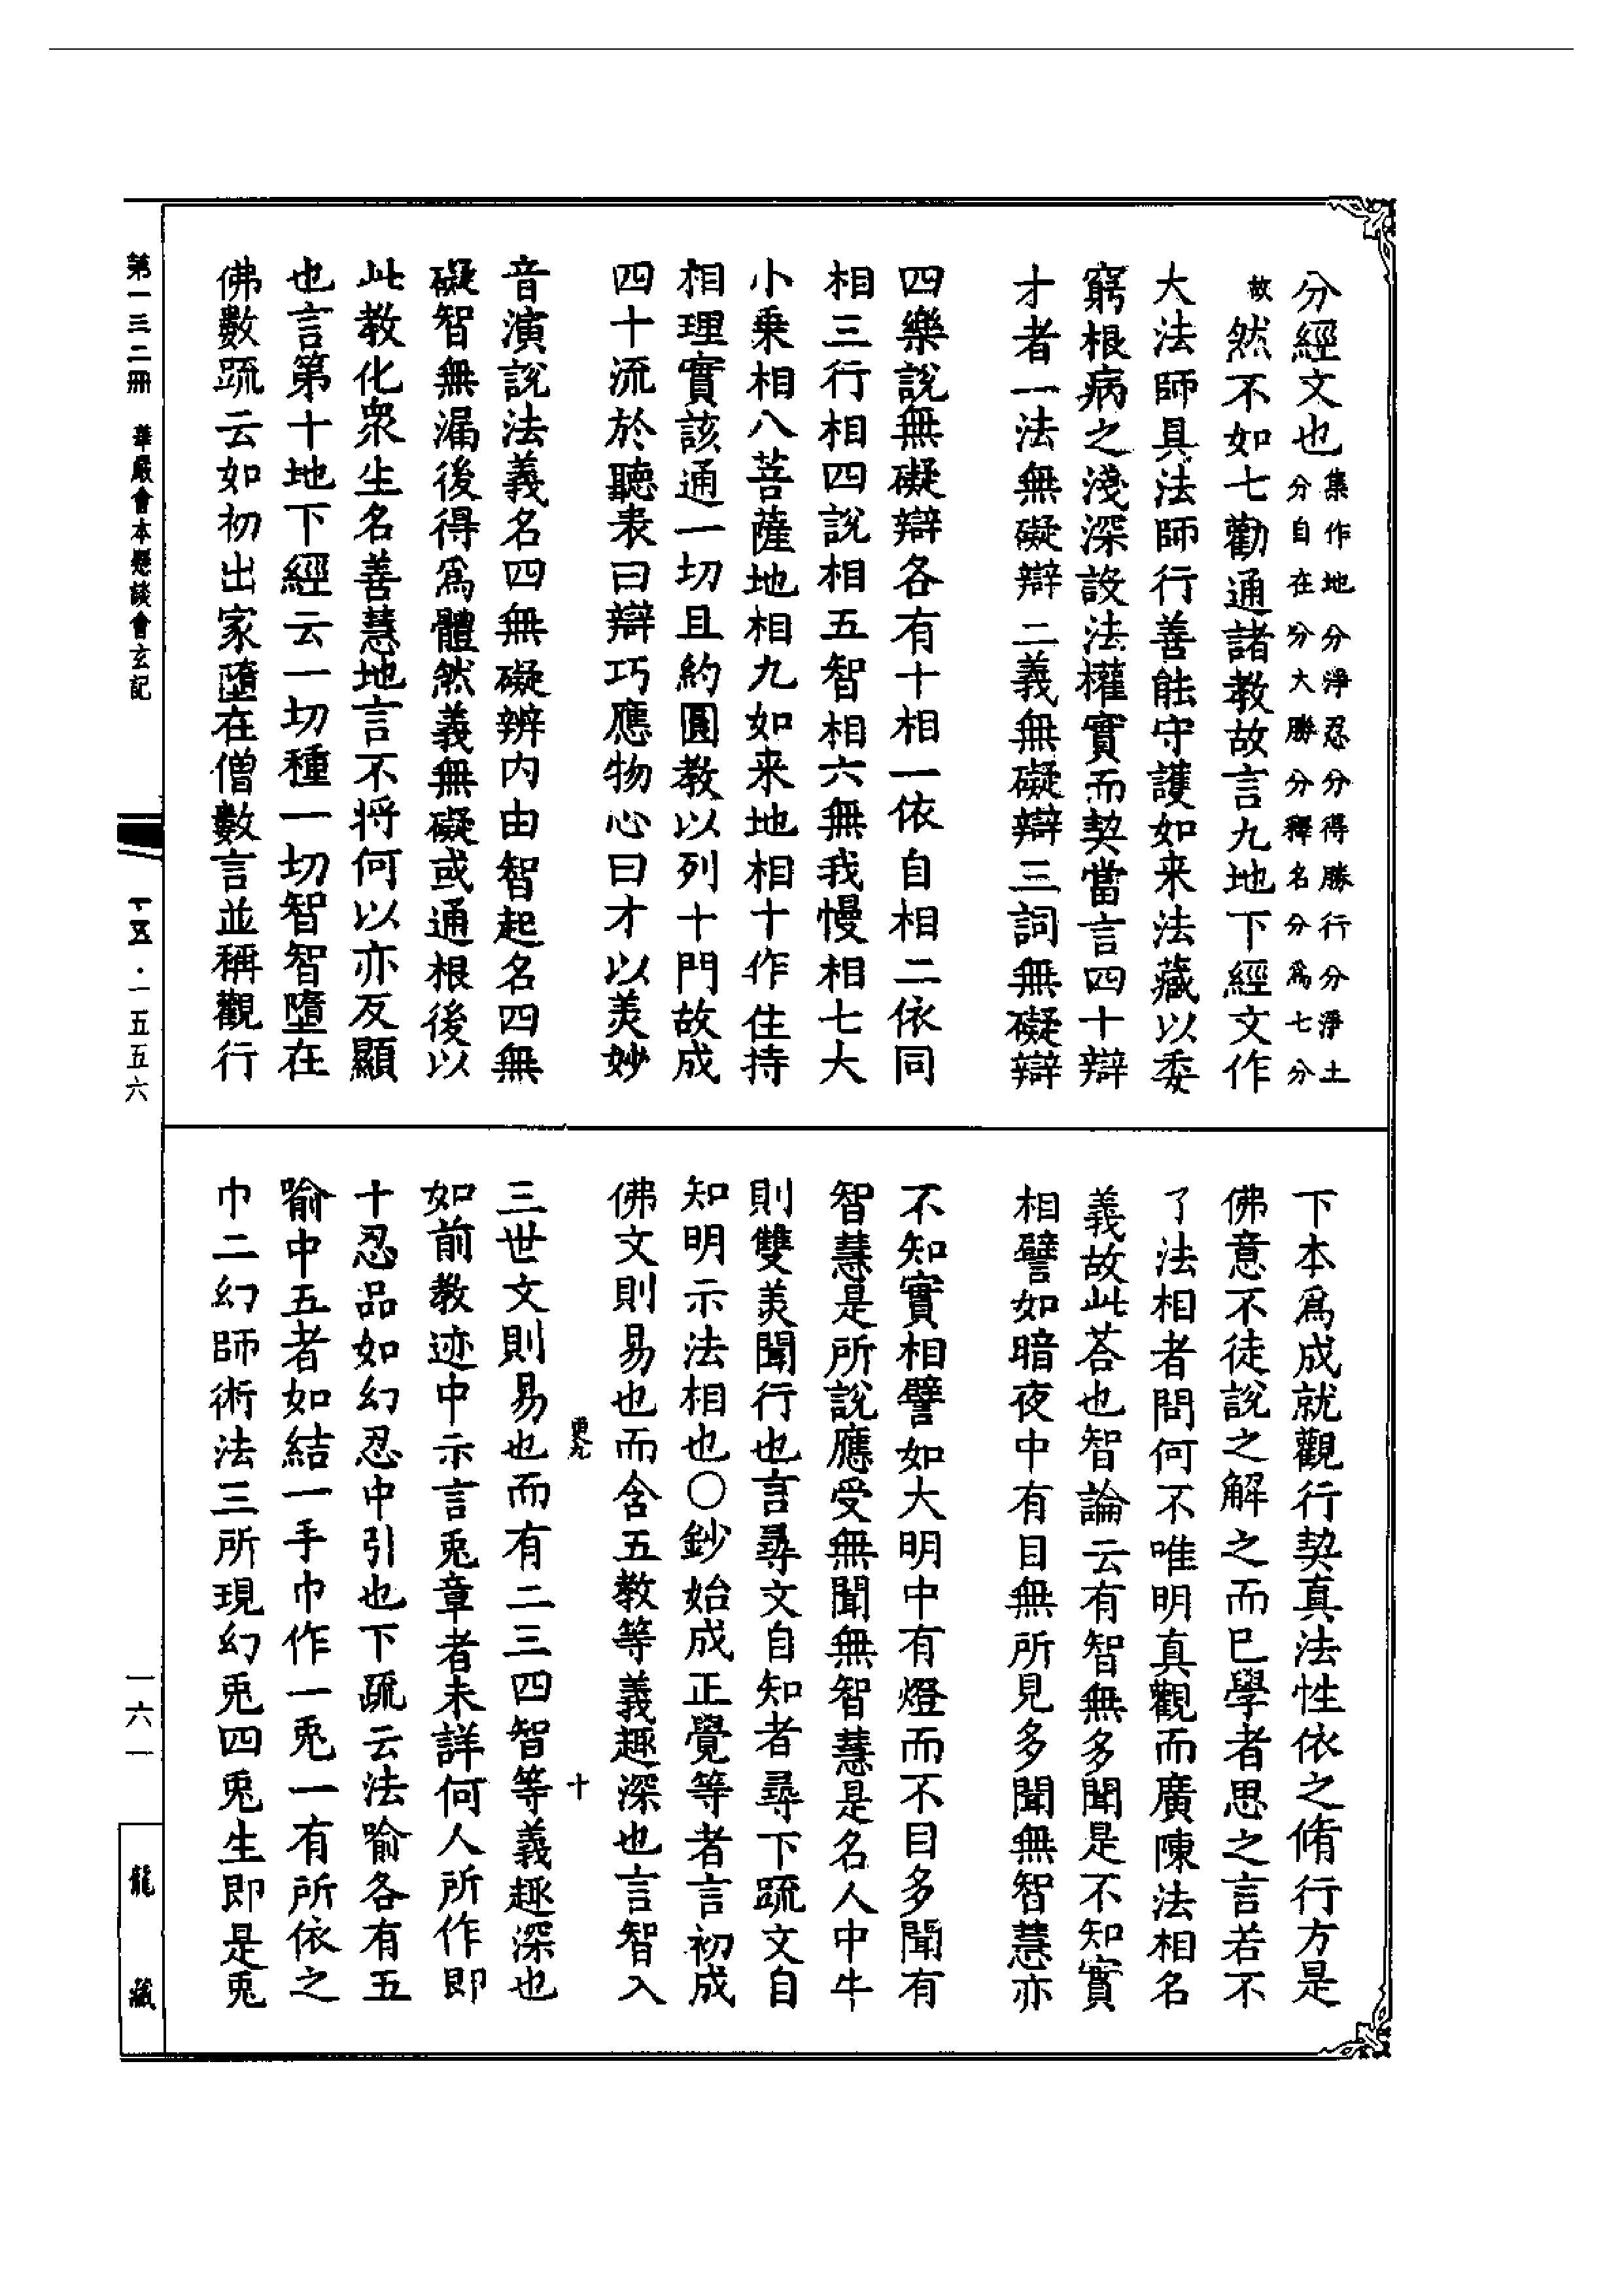 分經文也集作地分淨忍分得勝行分淨土分自在分大勝分釋名分爲七分
故然不如七勸通諸教故言九地下經文作
大法師具法師行善能守護如来法藏以委
窮根病之淺深設法權實而契當言四十辯
才者一法無礙辯二義無礙辯三詞無礙辯
四樂說無礙辯各有十相一依自相二依同
相三行相四說相五智相六無我慢相七大
小乗相八菩薩地相九如来地相十作住持
相理實該通一切且約圓教以列十門故成
四十流於聽表曰辯巧應物心曰才以美妙
音演說法義名四無礙辨内由智起名四無
礙智無漏後得爲體然義無礙或通根後以
此教化衆生名善慧地言不将何以亦反顯
也言第十地下經云一切種一切智智墮在
佛數疏云如初出家墮在僧數言並稱觀行
下本爲成就觀行契真法性依之脩行方是
佛意不徒說之解之而已學者思之言若不
了法相者問何不唯明真觀而廣陳法相名
義故此荅也智論云有智無多聞是不知實
相譬如暗夜中有目無所見多聞無智慧亦
不知實相譬如大明中有燈而不目多聞有
智慧是所說應受無聞無智慧是名人中牛
則雙美聞行也言尋文自知者尋下疏文自
知明示法相也〇鈔始成正覺等者言初成
佛文則易也而含五教等義趣深也言智入
十
三世文則易也而有二三四智等義趣深也
如前教迹中示言兎章者未詳何人所作即
十忍品如幻忍中引也下疏云法喻各有五
喻中五者如結一手巾作一兎一有所依之
巾二幻師術法三所現幻兎四兎生即是兎
第一三二冊 華嚴會本懸談會玄記
一五·一五五六
一六一
龍藏